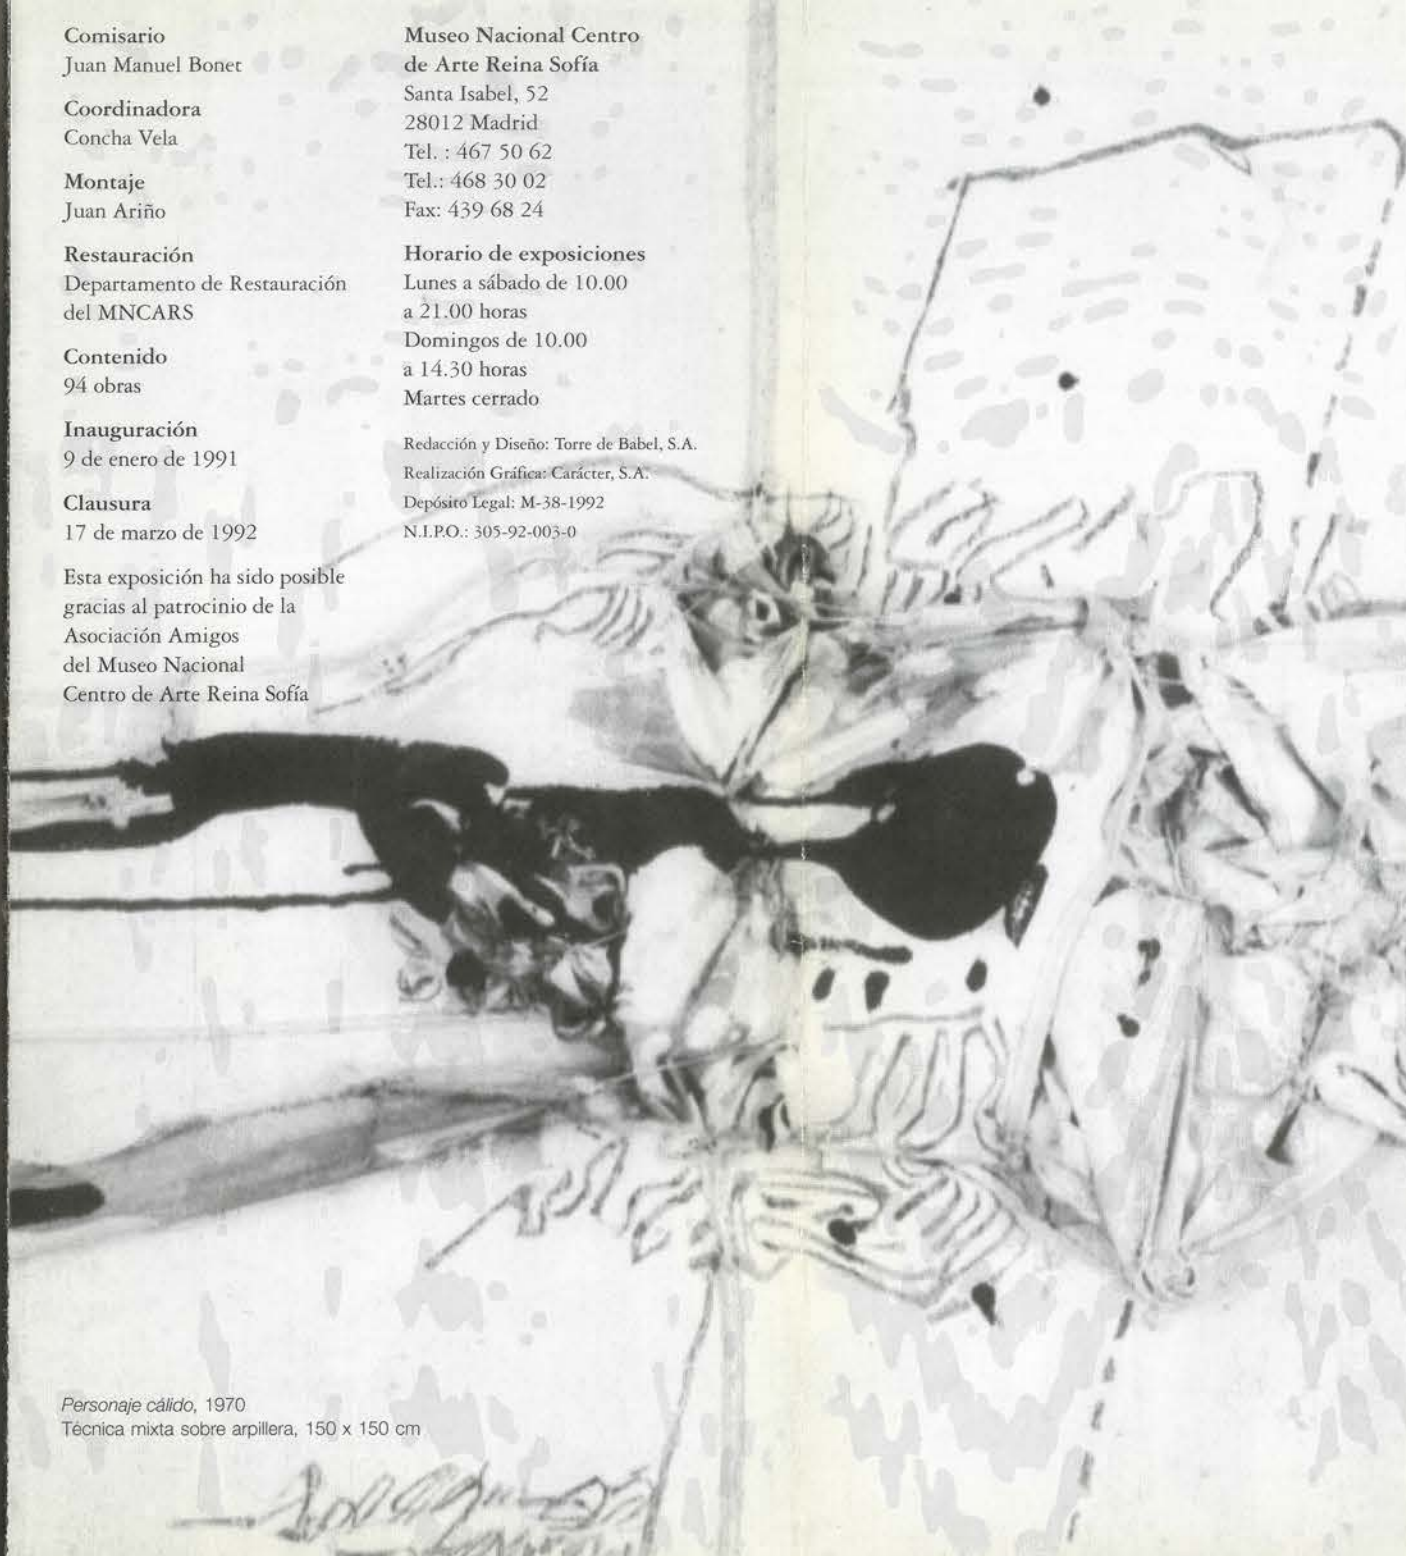 Comisario
Juan Manuel Bonet
Coordinadora
Concha Vela
Montaje
Juan Ariño
Restauración
Departamento de Restauración
del MNCARS
Contenido
94 obras
Inauguración
9 de enero de 1991
Clausura
17 de marzo de 1992
Esta exposición ha sido posible
gracias al patrocinio de la
Asociación Amigos
del Museo Nacional
Centro de Arte Reina Sofía
Museo Nacional Centro
de Arte Reina Sofía
Santa Isabel, 52
28012 Madrid
Tel. : 467 50 62
Tel.: 468 30 02
Fax: 439 68 24
Horario de exposiciones
Lunes a sábado de 10.00
a 21.00 horas
Domingos de 10.00
a 14.30 horas
Martes cerrado
Redacción y Diseño: Torre de Babel, S.A.
Realización Gráfica: Carácter, S.A.
Depósito Legal: M-38-1992
N.I.P.O.: 305-92-003-0
Personaje cálido, 1970
Técnica mixta sobre arpillera, 150 x 150 cm